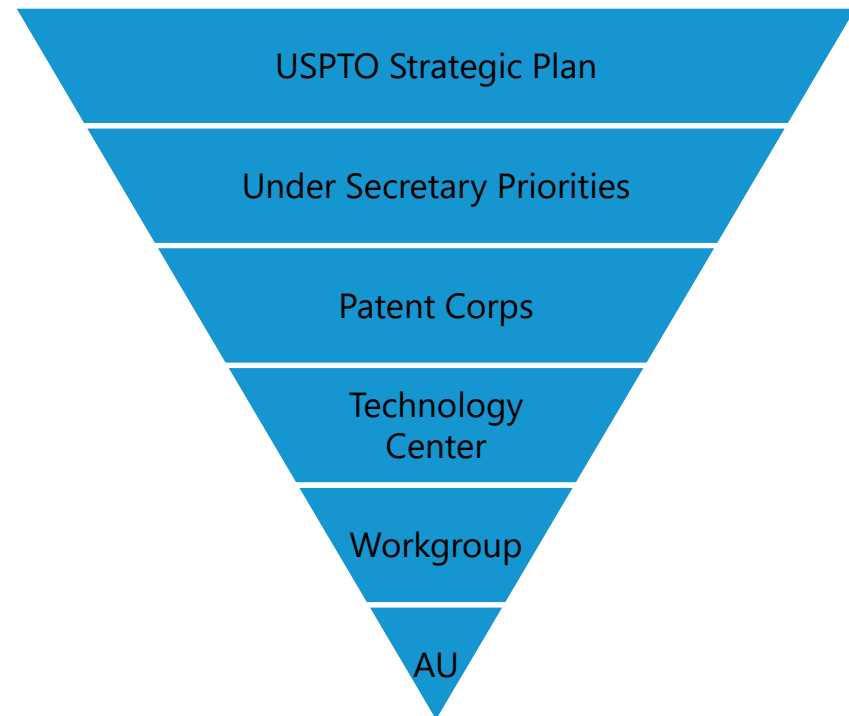 USPTO Strategic Plan
Under Secretary Priorities
Patent Corps
Technology
Center
Workgroup
AU